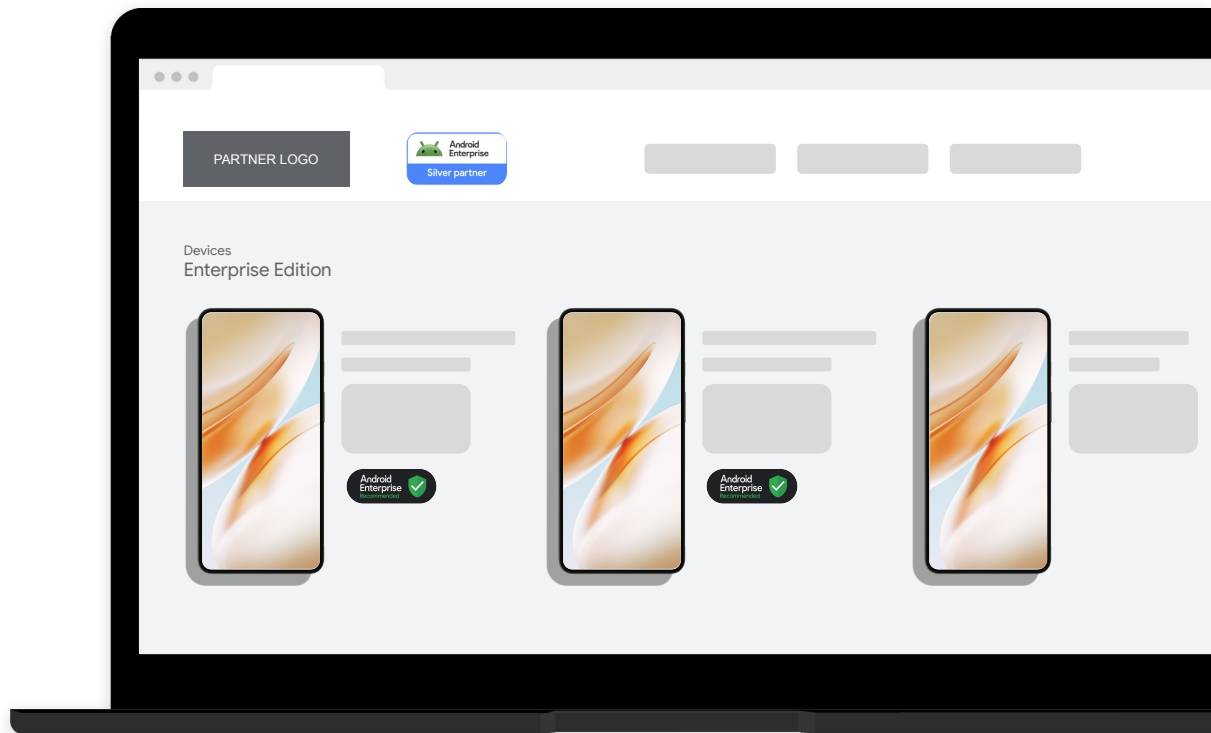 PARTNER LOGO
Android
Enterprise
Silver partner
Devices
Enterprise Edition
Android
Enterprise
Recommended
Android
Enterprise
Recommended